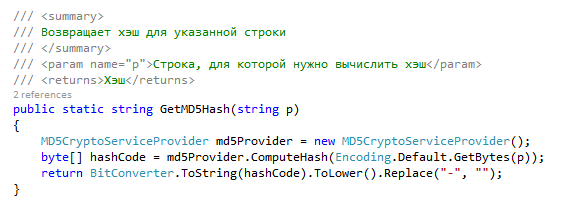 /// <summary>
/// Возвращает хэш для указанной строки
/// </summary>
/// <param name="p">Строка, для которой нужно вычислить хэш</param>
/// <returns>Хэш</returns>
2 references
public static string GetMD5Hash(string p)
{
    MD5CryptoServiceProvider md5Provider = new MD5CryptoServiceProvider();
    byte[] hashCode = md5Provider.ComputeHash(Encoding.Default.GetBytes(p));
    return BitConverter.ToString(hashCode).ToLower().Replace("-", "");
}